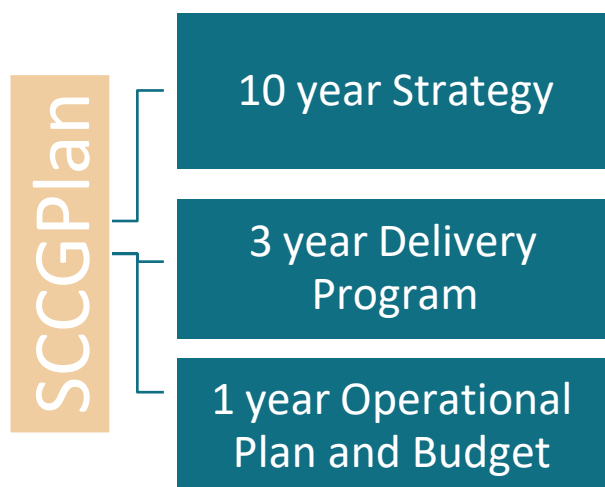 SCCGPlan
10 year Strategy
3 year Delivery
Program
1 year Operational
Plan and Budget